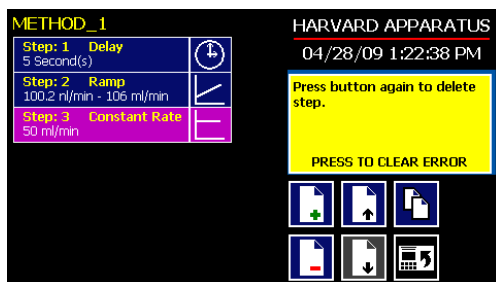 METHOD_1
Step: 1 Delay
5 Second(s)
Step: 2 Ramp
100.2 nl/min - 106 ml/min
Step: 3 Constant Rate
50 ml/min
HARVARD APPARATUS
04/28/09 1:22:38 PM
Press button again to delete
step.
PRESS TO CLEAR ERROR